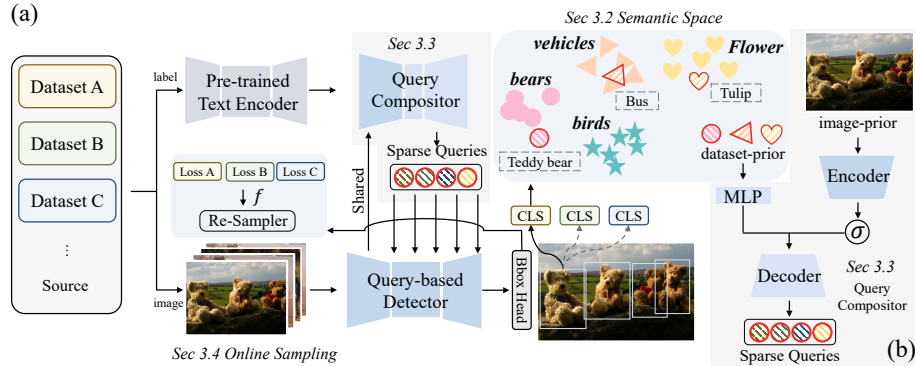 (a)
Dataset A
Dataset B
Dataset C
⋮
Source
label
Pre-trained
Text Encoder
Sec 3.3
Query
Compositor
Sparse Queries
Loss A
Loss B
Loss C
f
Re-Sampler
Shared
image
Query-based
Detector
Bbox Head
Sec 3.4 Online Sampling
Sec 3.2 Semantic Space
vehicles
Flower
bears
Bus
Tulip
birds
Teddy bear
dataset-prior
CLS
CLS
CLS
image-prior
MLP
Encoder
σ
Decoder
Sec 3.3
Query
Compositor
Sparse Queries
(b)